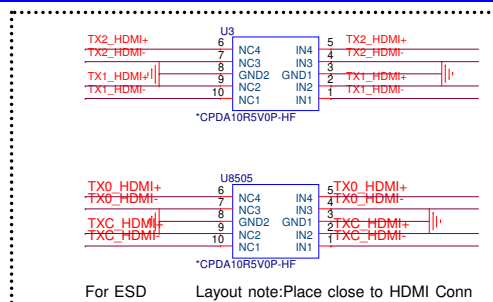 U3
TX2_HDMI+ 6 NC4 IN4 5 TX2_HDMI+
TX2_HDMI- 7 NC3 IN3 4 TX2_HDMI-
8 GND2 GND1 3
TX1_HDMI+ 9 NC2 IN2 2 TX1_HDMI+
TX1_HDMI- 10 NC1 IN1 1 TX1_HDMI-
*CPDA10R5V0P-HF
U8505
TX0_HDMI+ 6 NC4 IN4 5 TX0_HDMI+
TX0_HDMI- 7 NC3 IN3 4 TX0_HDMI-
8 GND2 GND1 3
TXC_HDMI+ 9 NC2 IN2 2 TXC_HDMI+
TXC_HDMI- 10 NC1 IN1 1 TXC_HDMI-
*CPDA10R5V0P-HF
For ESD Layout note:Place close to HDMI Conn